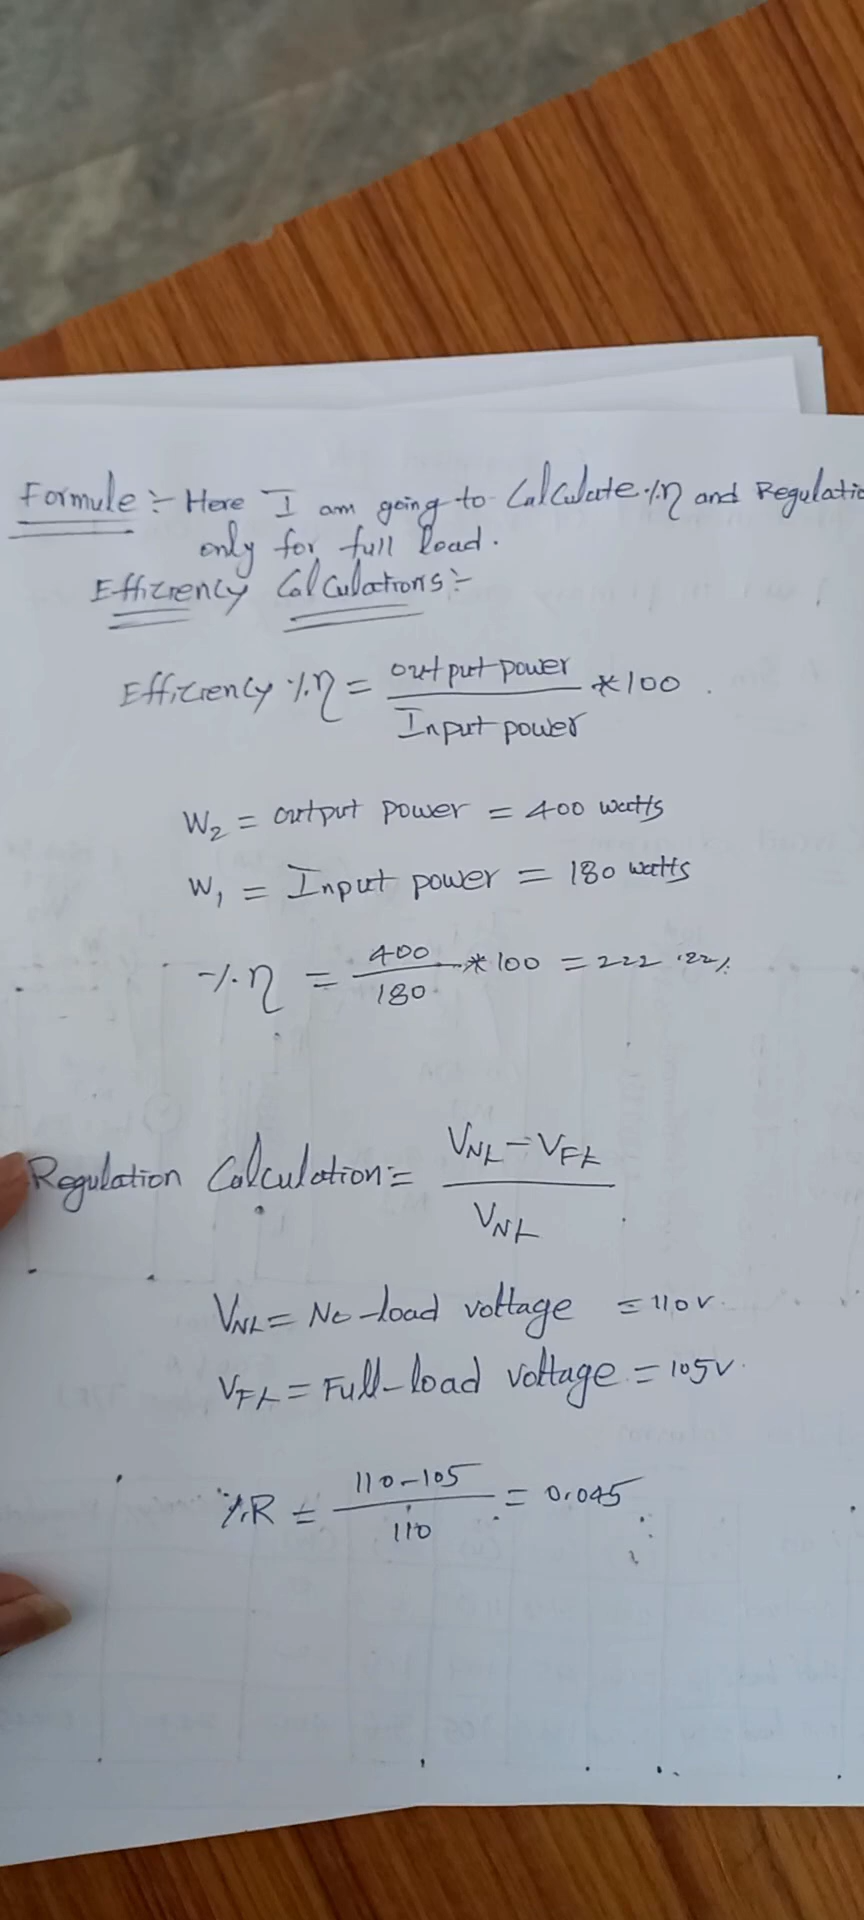 Formule :- Here I am going to Calculate %η and Regulatio
only for full load.
Efficiency Calculations :-
Efficiency %η = output power / Input power * 100
W2 = output power = 400 watts
W1 = Input power = 180 watts
%η = 400 / 180 * 100 = 222.22%
Regulation Calculation = VNL - VFL / VNL
VNL = No-load voltage = 110V
VFL = Full-load voltage = 105V
%R = 110-105 / 110 = 0.045